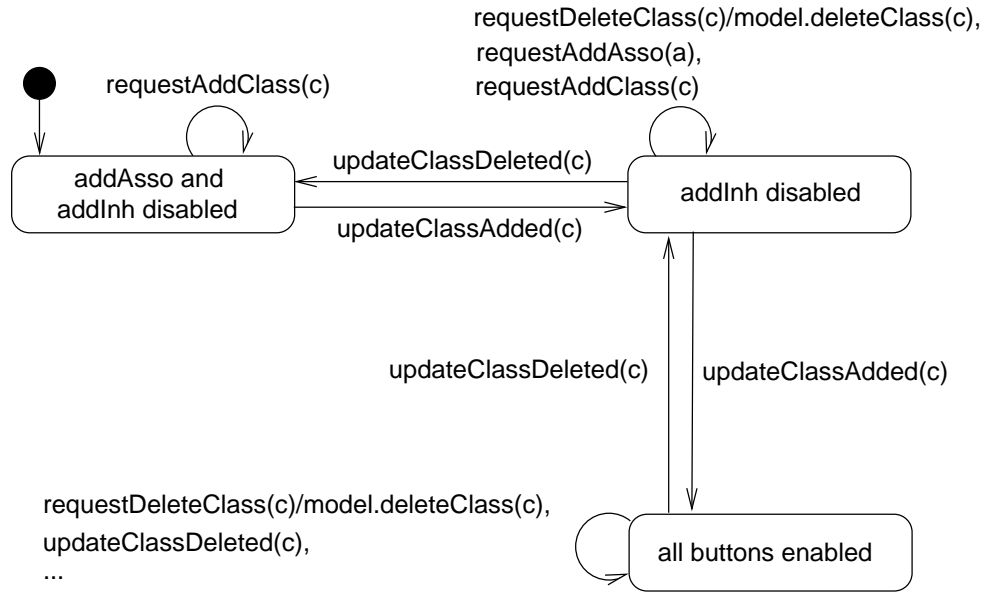 requestDeleteClass(c)/model.deleteClass(c),
requestAddAsso(a),
requestAddClass(c)
requestAddClass(c)
addAsso and
addInh disabled
updateClassDeleted(c)
updateClassAdded(c)
addInh disabled
updateClassDeleted(c)
updateClassAdded(c)
requestDeleteClass(c)/model.deleteClass(c),
updateClassDeleted(c),
...
all buttons enabled